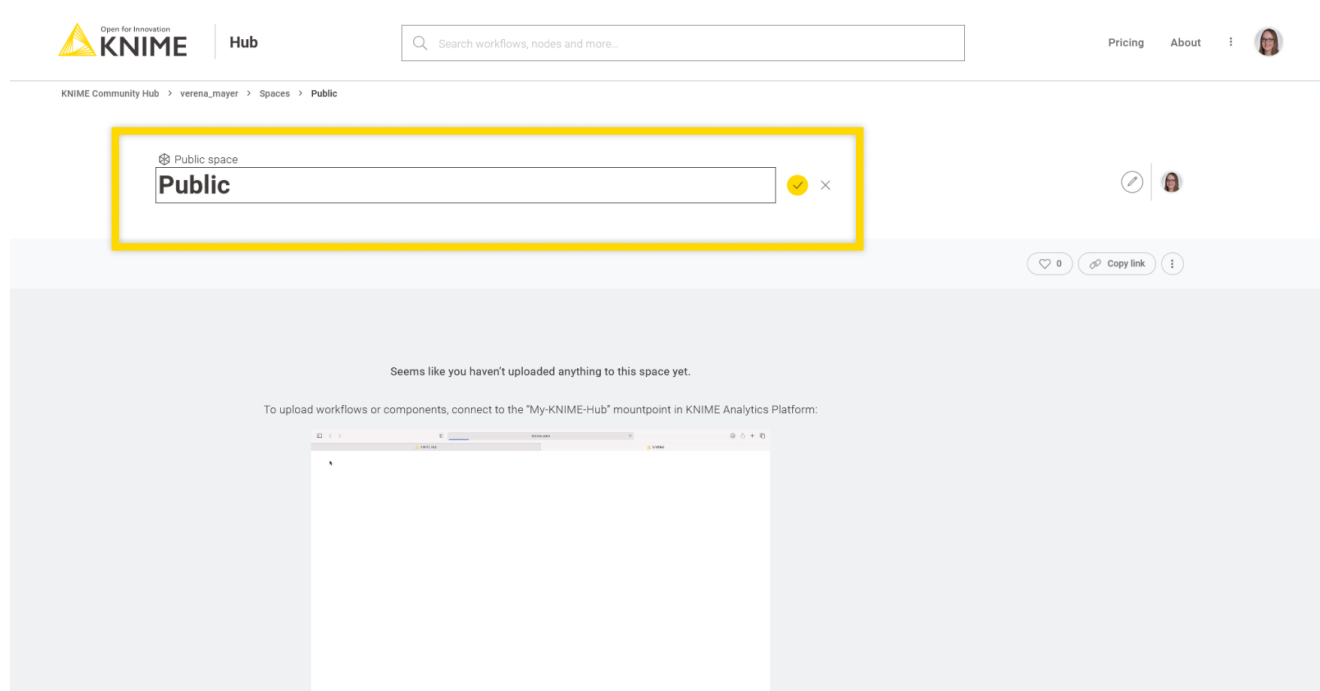 Open for Innovation
KNIME
Hub
Search workflows, nodes and more...
Pricing
About
KNIME Community Hub > verena_mayer > Spaces > Public
Public space
Public
0
Copy link
Seems like you haven't uploaded anything to this space yet.
To upload workflows or components, connect to the "My-KNIME-Hub" mountpoint in KNIME Analytics Platform: